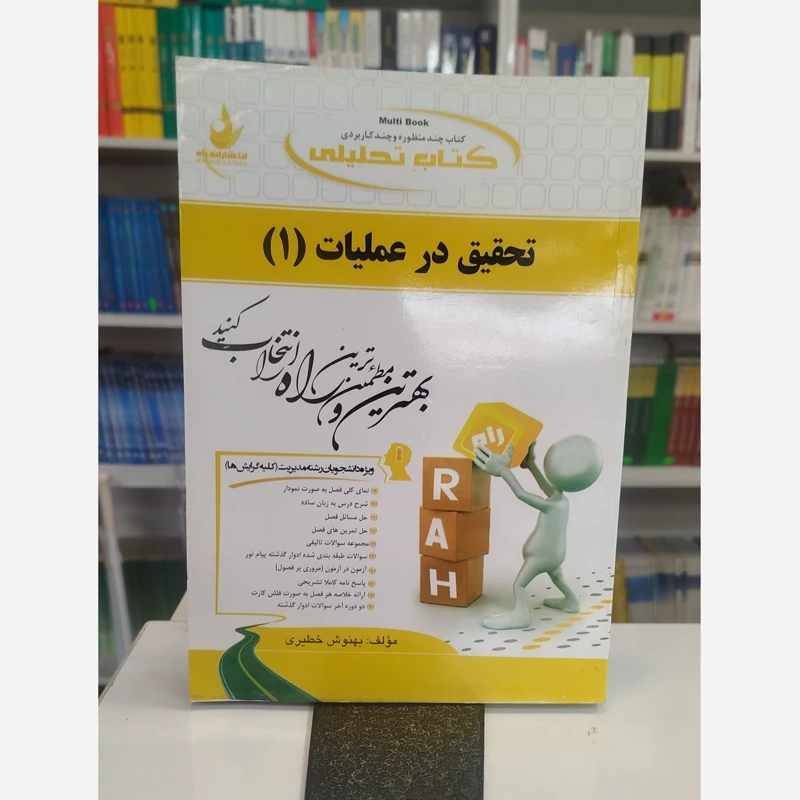 Multi Book
کتاب چند منظوره و چند کاربردی
کتاب تحلیلی
انتشارات راه
تحقیق در عملیات (۱)
بهترین و مطمئن ترین راه را انتخاب کنید
راه
R
A
H
ویژه دانشجویان رشته مدیریت (کلیه گرایش ها)
نمای کلی فصل به صورت نمودار
شرح درس به زبان ساده
حل مسائل فصل
حل تمرین های فصل
مجموعه سوالات تالیفی
سوالات طبقه بندی شده ادوار گذشته پیام نور
آزمون در آزمون (مروری بر فصول)
پاسخ نامه کاملا تشریحی
ارائه خلاصه هر فصل به صورت فلش کارت
دو دوره آخر سوالات ادوار گذشته
مؤلف: بهنوش خطیری